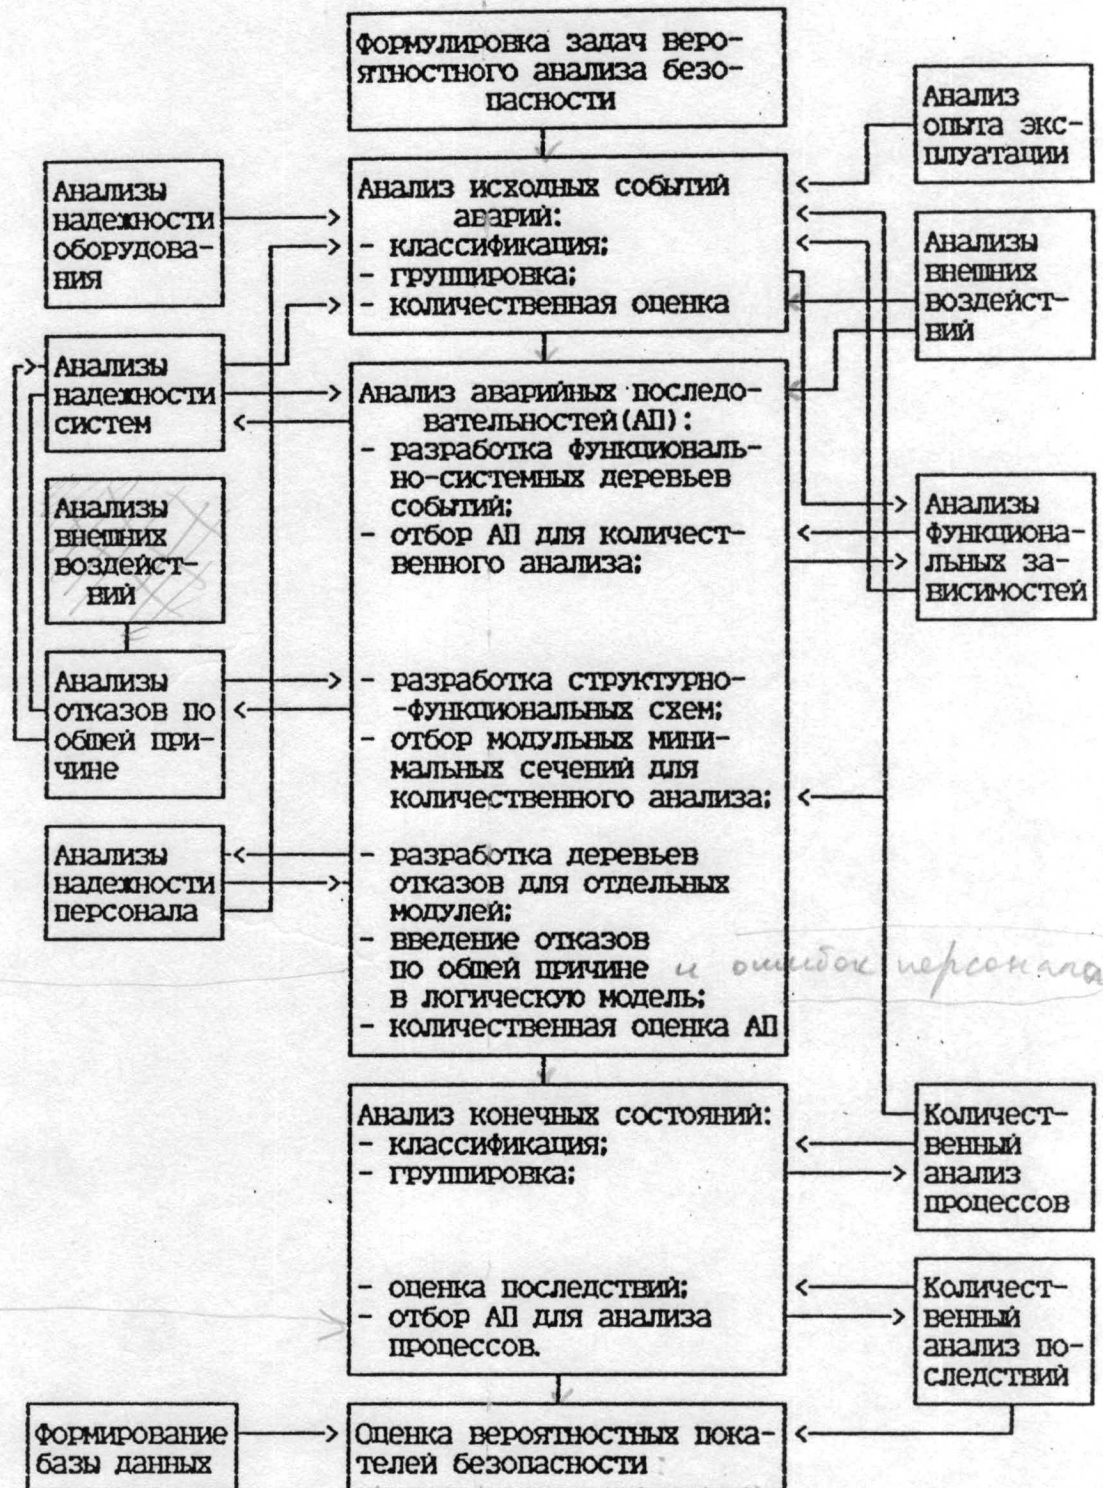 Формулировка задач веро-
ятностного анализа безо-
пасности
Анализ
опыта экс-
плуатации
Анализы
надежности
оборудова-
ния
Анализ исходных событий
аварий:
- классификация;
- группировка;
- количественная оценка
Анализы
внешних
воздейст-
вий
Анализы
надежности
систем
Анализ аварийных последо-
вательностей(АП):
- разработка функциональ-
но-системных деревьев
событий;
- отбор АП для количест-
венного анализа;
Анализы
внешних
воздейст-
вий
Анализы
функциона-
льных за-
висимостей
Анализы
отказов по
общей при-
чине
- разработка структурно-
-функциональных схем;
- отбор модульных мини-
мальных сечений для
количественного анализа;
Анализы
надежности
персонала
- разработка деревьев
отказов для отдельных
модулей;
- введение отказов
по общей причине и ошибок персонала
в логическую модель;
- количественная оценка АП
Анализ конечных состояний:
- классификация;
- группировка;
Количест-
венный
анализ
процессов
- оценка последствий;
- отбор АП для анализа
процессов.
Количест-
венный
анализ по-
следствий
Формирование
базы данных
Оценка вероятностных пока-
телей безопасности